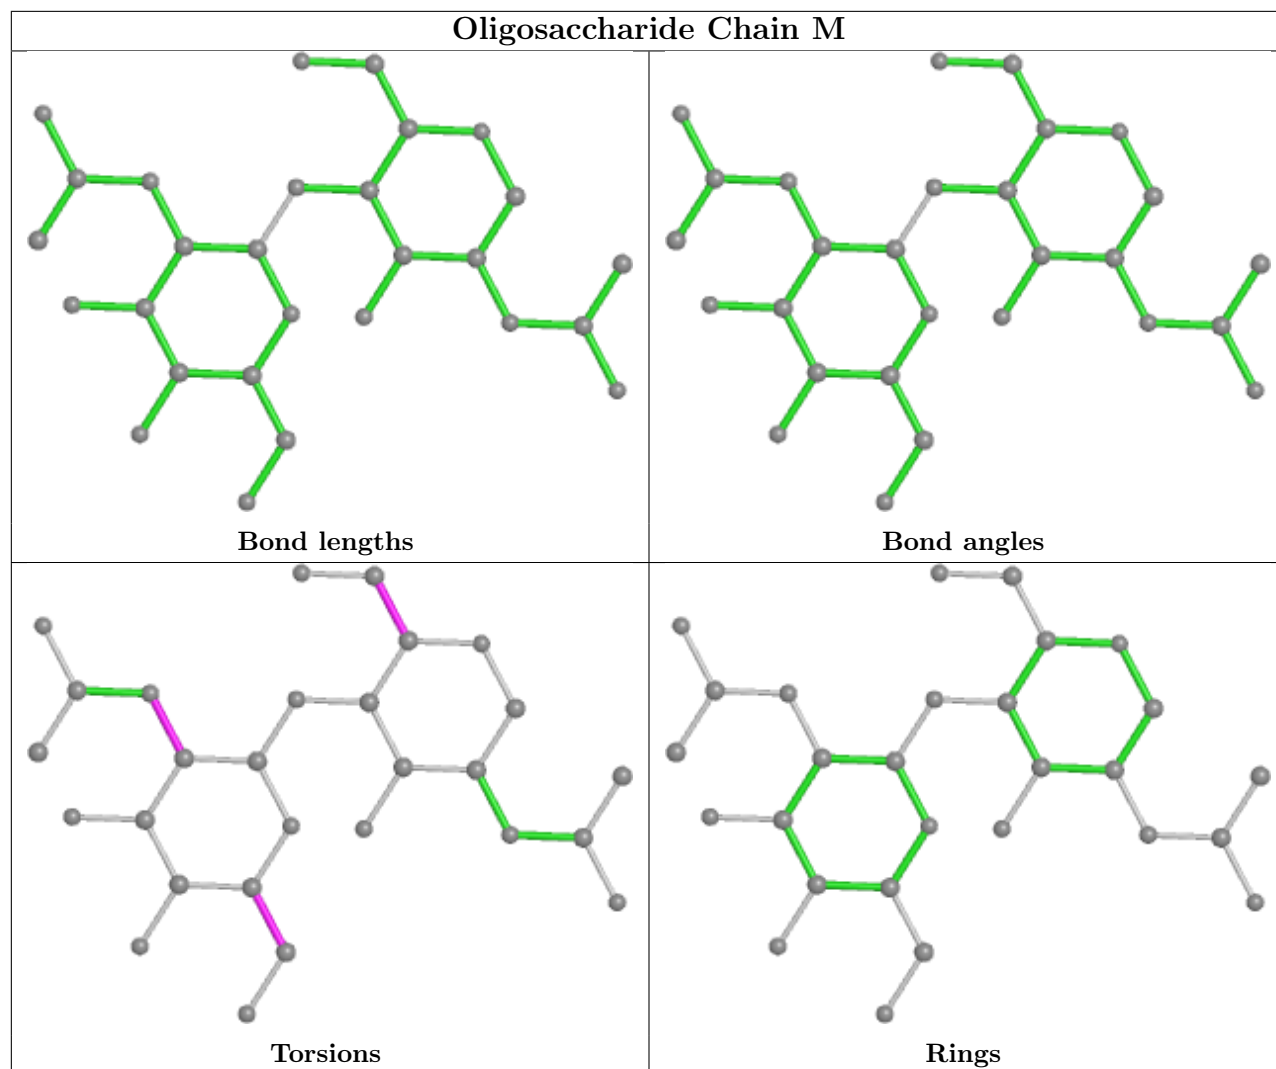 Oligosaccharide Chain M
Bond lengths
Bond angles
Torsions
Rings